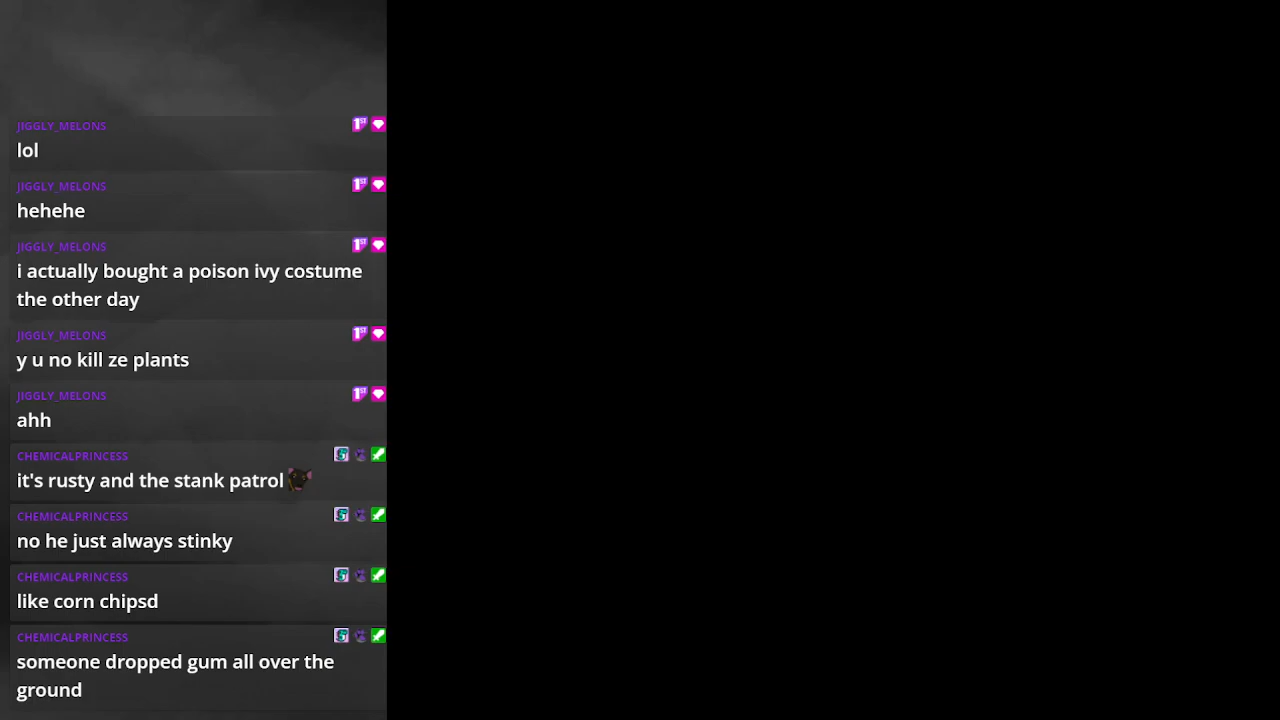 JIGGLY_MELONS
lol
JIGGLY_MELONS
hehehe
JIGGLY_MELONS
i actually bought a poison ivy costume
the other day
JIGGLY_MELONS
y u no kill ze plants
JIGGLY_MELONS
ahh
CHEMICALPRINCESS
it's rusty and the stank patrol
CHEMICALPRINCESS
no he just always stinky
CHEMICALPRINCESS
like corn chipsd
CHEMICALPRINCESS
someone dropped gum all over the
ground